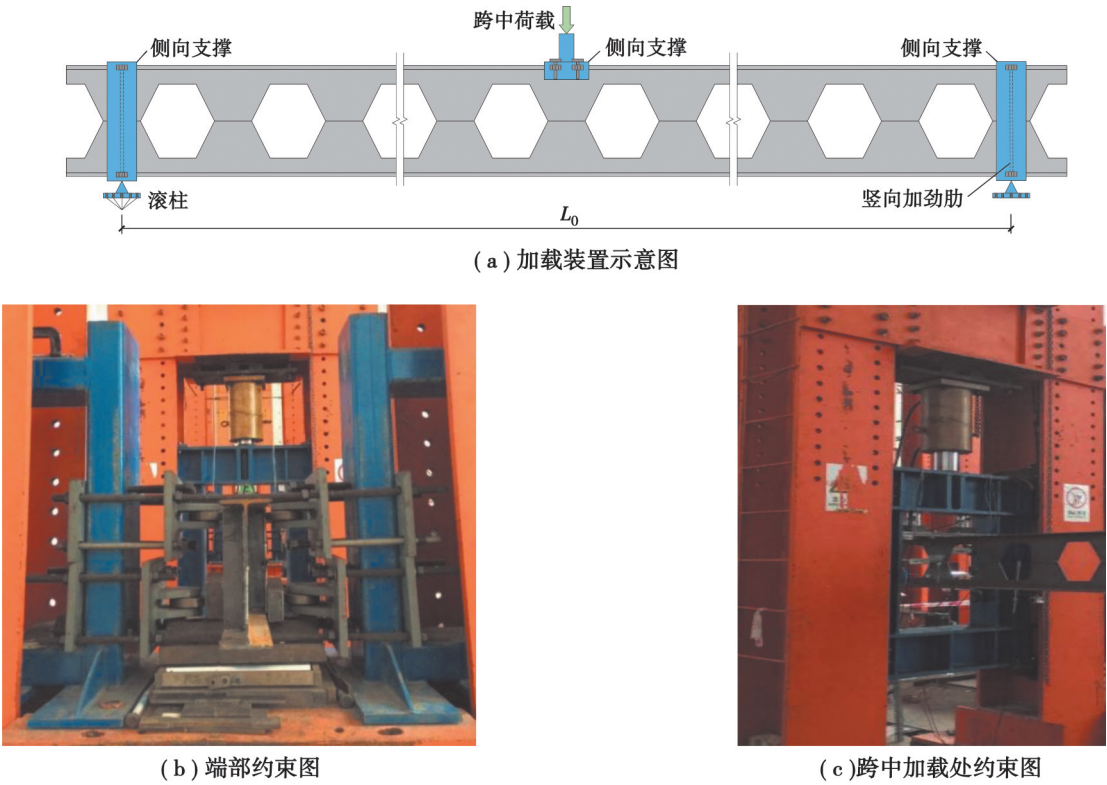 跨中荷载
侧向支撑
侧向支撑
侧向支撑
滚柱
竖向加劲肋
L₀
(a)加载装置示意图
(b)端部约束图
(c)跨中加载处约束图